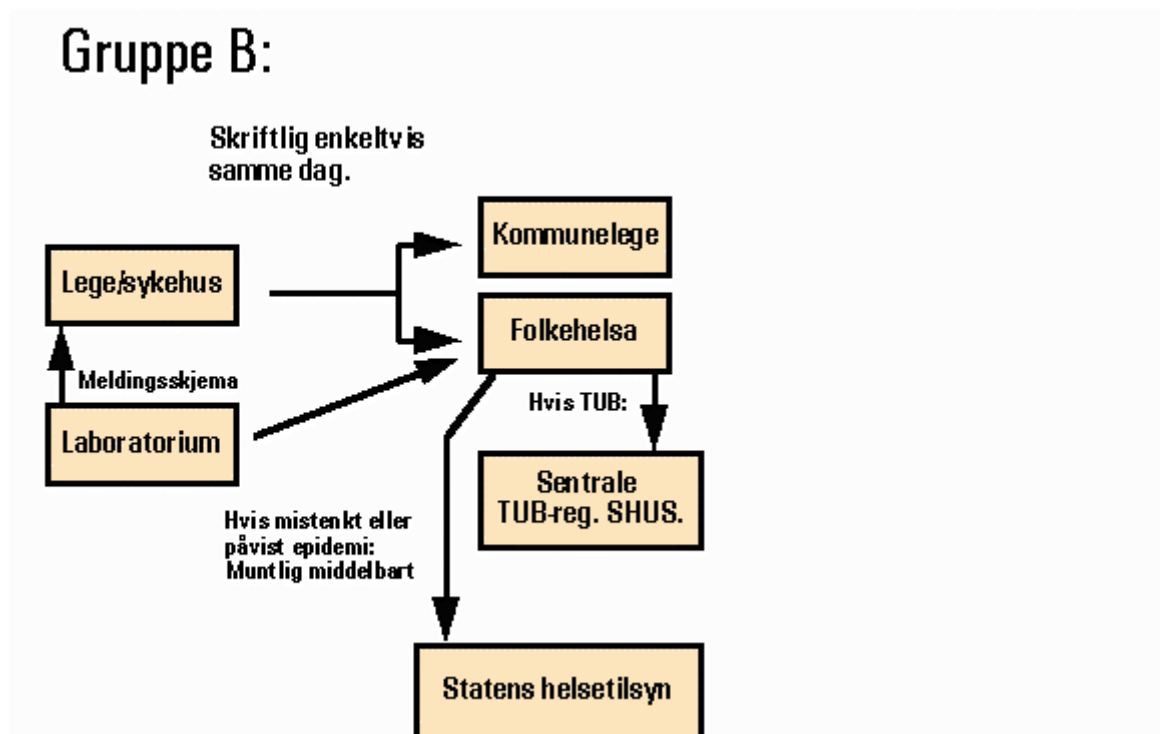 Gruppe B:
Skriftlig enkeltvis
samme dag.
Kommunelege
Lege/sykehus
Folkehelsa
Meldingsskjema
Hvis TUB:
Laboratorium
Sentrale
TUB-reg. SHUS.
Hvis mistenkt eller
påvist epidemi:
Muntlig middelbart
Statens helsetilsyn